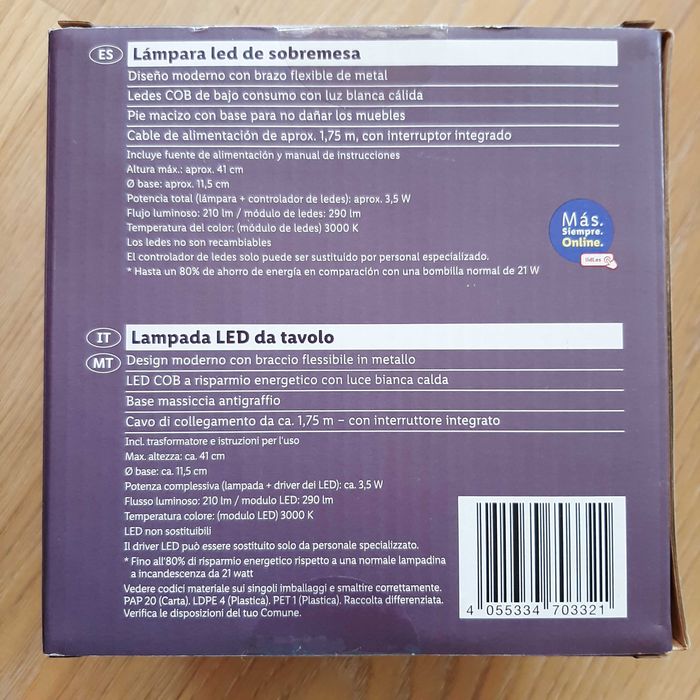 ES Lámpara led de sobremesa
Diseño moderno con brazo flexible de metal
Ledes COB de bajo consumo con luz blanca cálida
Pie macizo con base para no dañar los muebles
Cable de alimentación de aprox. 1,75 m, con interruptor integrado
Incluye fuente de alimentación y manual de instrucciones
Altura máx.: aprox. 41 cm
Ø base: aprox. 11,5 cm
Potencia total (lámpara + controlador de ledes): aprox. 3,5 W
Flujo luminoso: 210 lm / módulo de ledes: 290 lm
Temperatura del color: (módulo de ledes) 3000 K
Los ledes no son recambiables
El controlador de ledes solo puede ser sustituido por personal especializado.
* Hasta un 80% de ahorro de energía en comparación con una bombilla normal de 21 W
Más.
Siempre.
Online.
lidl.es
IT Lampada LED da tavolo
MT Design moderno con braccio flessibile in metallo
LED COB a risparmio energetico con luce bianca calda
Base massiccia antigraffio
Cavo di collegamento da ca. 1,75 m – con interruttore integrato
Incl. trasformatore e istruzioni per l'uso
Max. altezza: ca. 41 cm
Ø base: ca. 11,5 cm
Potenza complessiva (lampada + driver dei LED): ca. 3,5 W
Flusso luminoso: 210 lm / modulo LED: 290 lm
Temperatura colore: (modulo LED) 3000 K
LED non sostituibili
Il driver LED può essere sostituito solo da personale specializzato.
* Fino all'80% di risparmio energetico rispetto a una normale lampadina
a incandescenza da 21 watt
Vedere codici materiale sui singoli imballaggi e smaltire correttamente.
PAP 20 (Carta). LDPE 4 (Plastica). PET 1 (Plastica). Raccolta differenziata.
Verifica le disposizioni del tuo Comune.
4 055334 703321